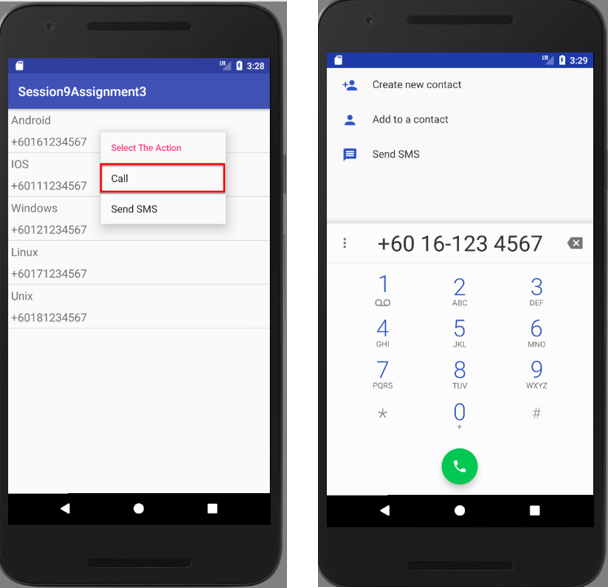 LTE 3:28
Session9Assignment3
Android
+60161234567
IOS
+60111234567
Windows
+60121234567
Linux
+60171234567
Unix
+60181234567
Select The Action
Call
Send SMS
LTE 3:29
Create new contact
Add to a contact
Send SMS
+60 16-123 4567
1 2 3
ABC DEF
4 5 6
GHI JKL MNO
7 8 9
PQRS TUV WXYZ
* 0 #
+